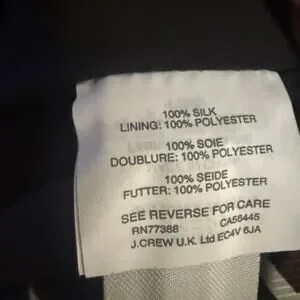 100% SILK
LINING: 100% POLYESTER
100% SOIE
DOUBLURE: 100% POLYESTER
100% SEIDE
FUTTER: 100% POLYESTER
SEE REVERSE FOR CARE
RN77388 CA56445
J.CREW U.K. Ltd EC4V 6JA